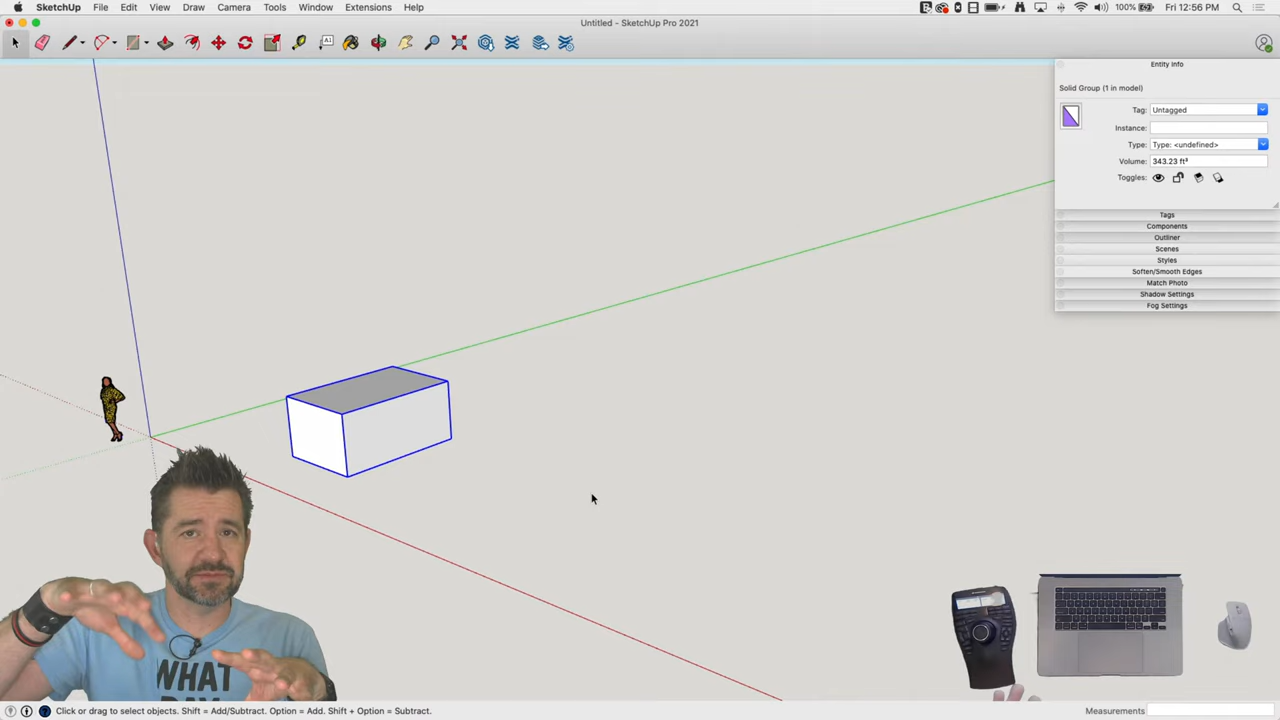 SketchUp File Edit View Draw Camera Tools Window Extensions Help
100% Fri 12:56 PM
Untitled - SketchUp Pro 2021
Entity Info
Solid Group (1 in model)
Tag: Untagged
Instance:
Type: Type: <undefined>
Volume: 343.23 ft³
Toggles:
Tags
Components
Outliner
Scenes
Styles
Soften/Smooth Edges
Match Photo
Shadow Settings
Fog Settings
WHAT
Click or drag to select objects. Shift = Add/Subtract. Option = Add. Shift + Option = Subtract.
Measurements